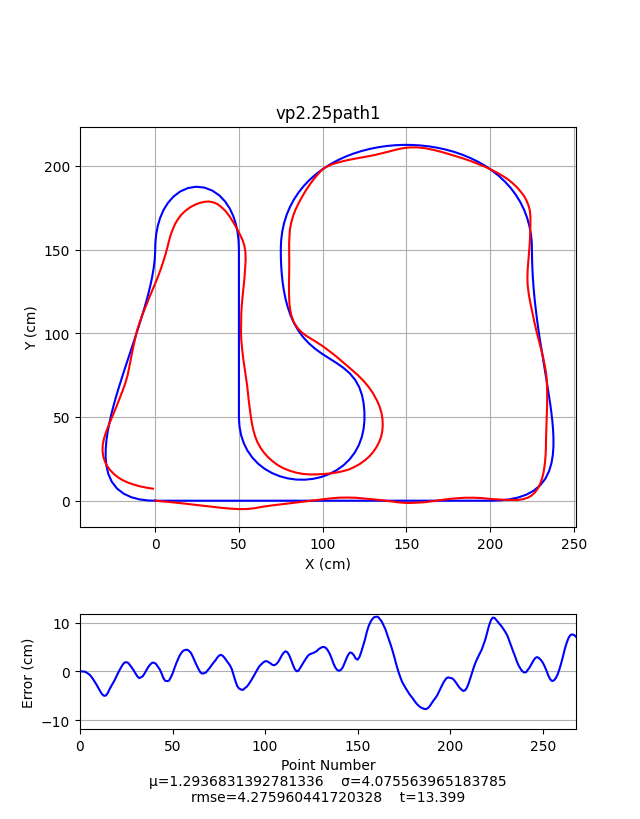 vp2.25path1
200
150
100
50
0
Y (cm)
0 50 100 150 200 250
X (cm)
10
0
−10
Error (cm)
0 50 100 150 200 250
Point Number
μ=1.2936831392781336 σ=4.075563965183785
rmse=4.275960441720328 t=13.399